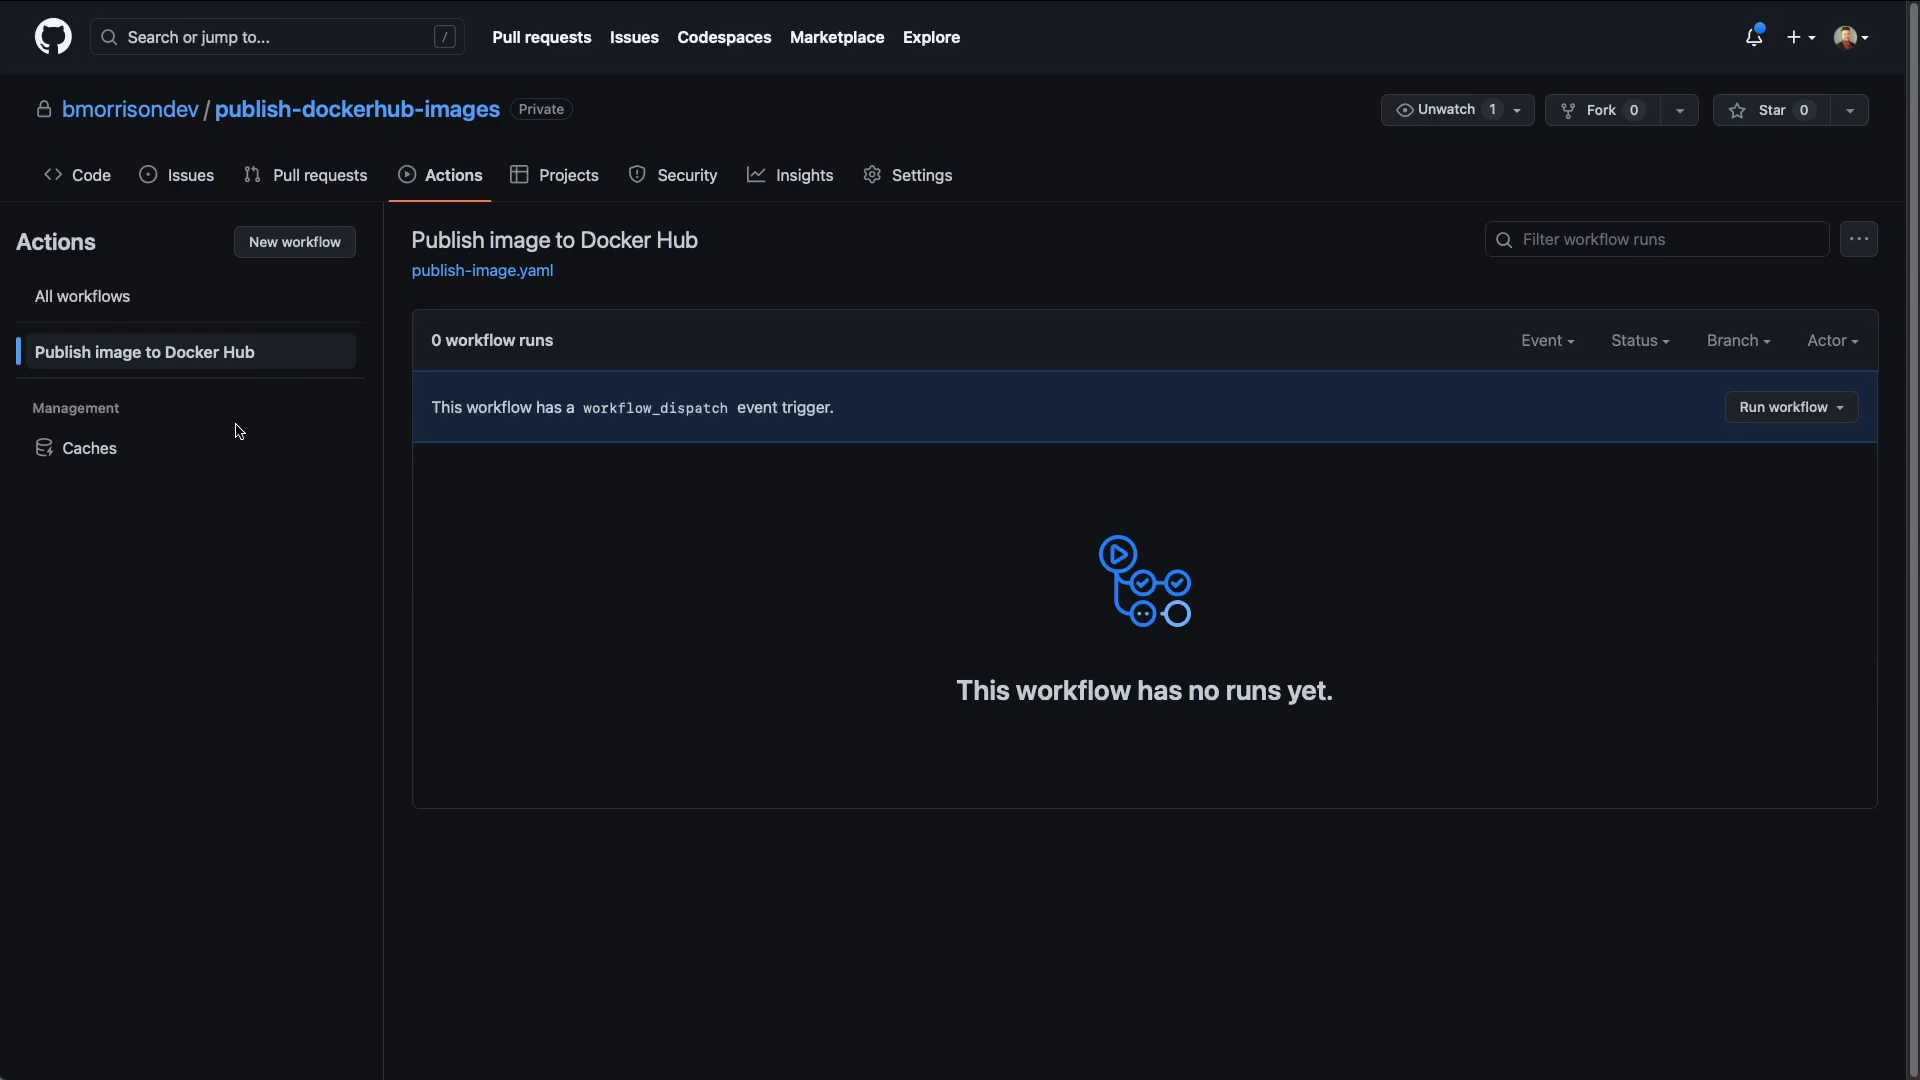 Search or jump to... /
Pull requests Issues Codespaces Marketplace Explore
bmorrisondev / publish-dockerhub-images Private
Unwatch 1 Fork 0 Star 0
Code Issues Pull requests Actions Projects Security Insights Settings
Actions
New workflow
All workflows
Publish image to Docker Hub
Management
Caches
Publish image to Docker Hub
publish-image.yaml
Filter workflow runs
0 workflow runs
Event Status Branch Actor
This workflow has a workflow_dispatch event trigger.
Run workflow
This workflow has no runs yet.